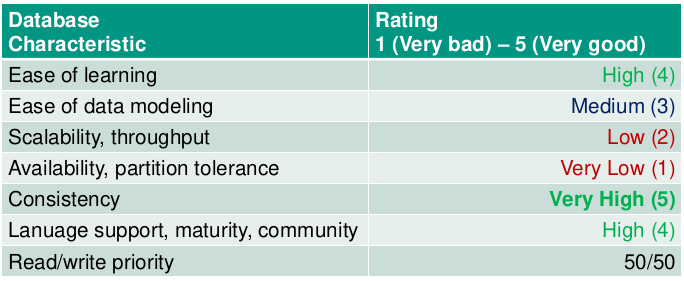 Database Characteristic | Rating 1 (Very bad) – 5 (Very good)
Ease of learning | High (4)
Ease of data modeling | Medium (3)
Scalability, throughput | Low (2)
Availability, partition tolerance | Very Low (1)
Consistency | Very High (5)
Lanuage support, maturity, community | High (4)
Read/write priority | 50/50